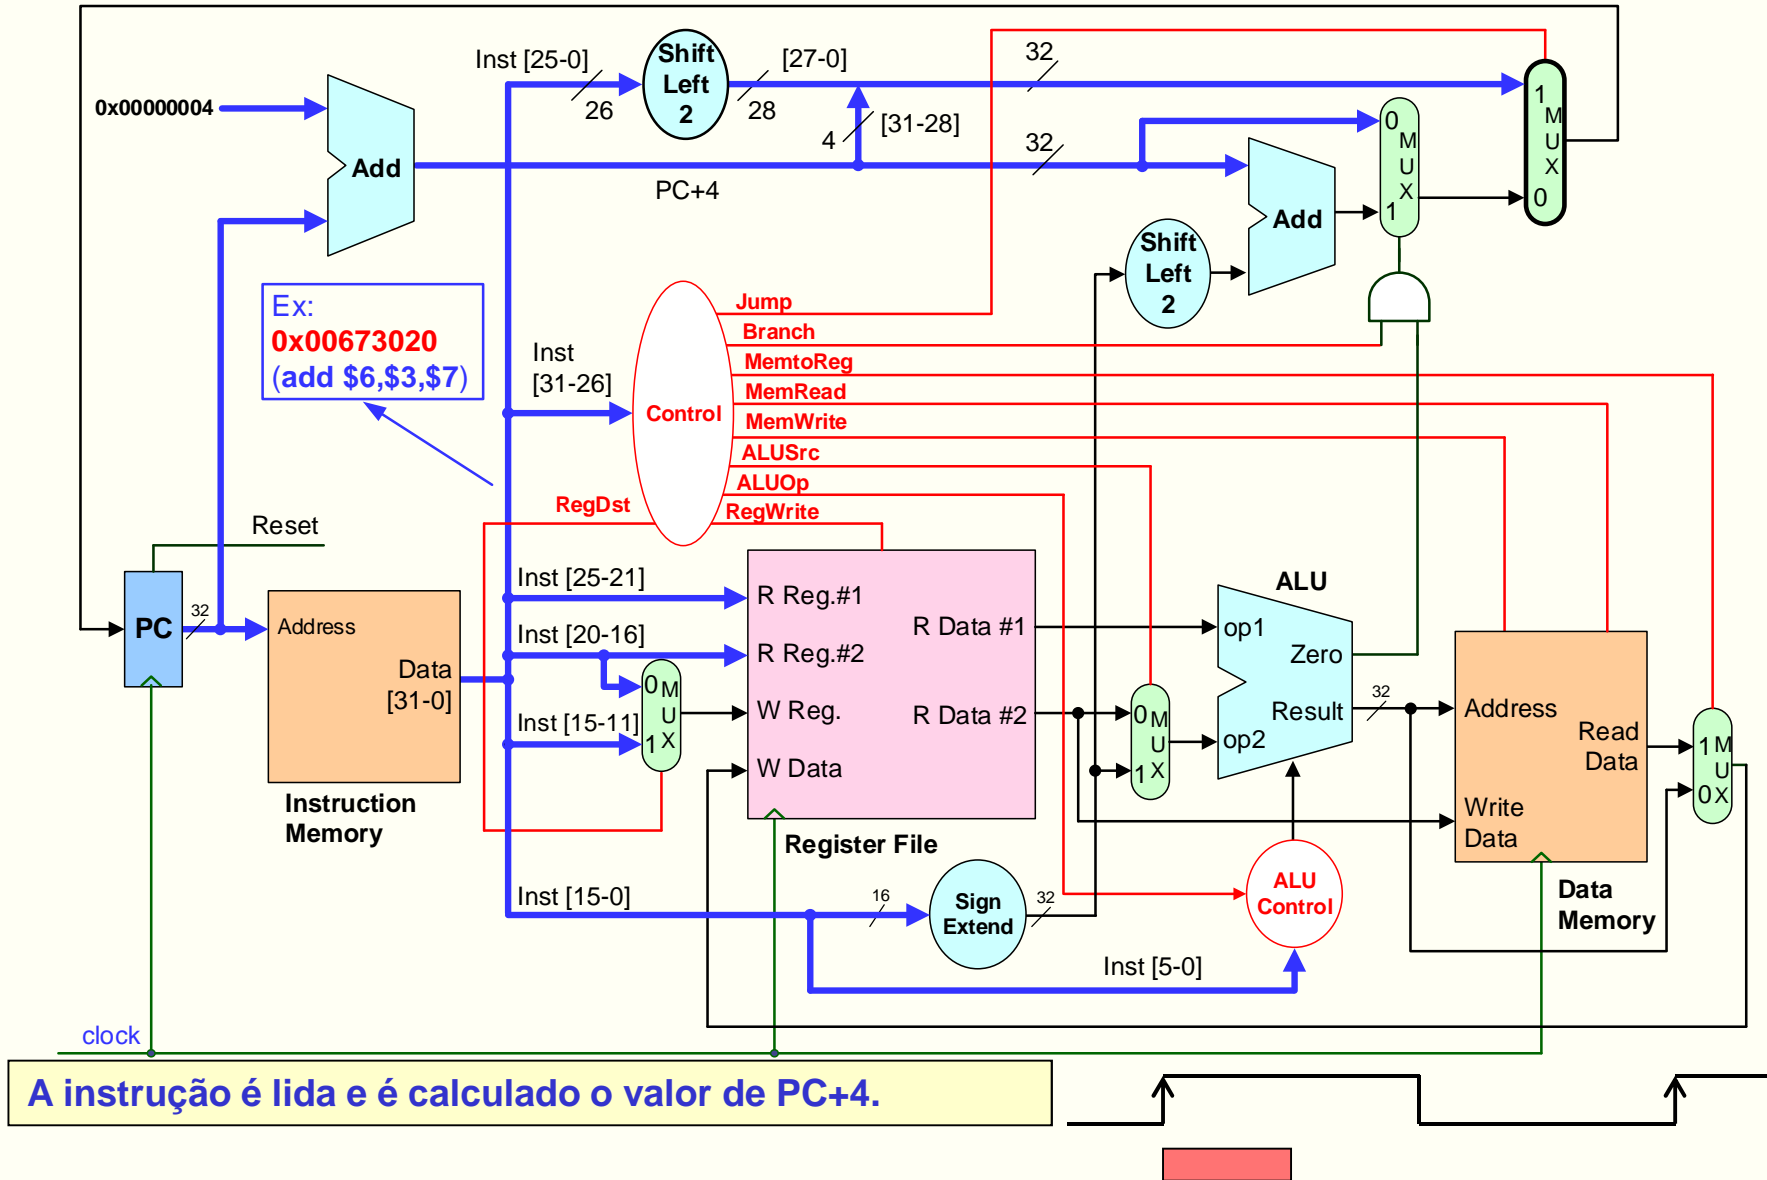 Inst [25-0]
26
Shift
Left
2
28
[27-0]
32
4
[31-28]
0x00000004
Add
PC+4
32
0
M
U
X
1
1
M
U
X
0
Add
Shift
Left
2
Ex:
0x00673020
(add $6,$3,$7)
Inst
[31-26]
Control
Jump
Branch
MemtoReg
MemRead
MemWrite
ALUSrc
ALUOp
RegWrite
RegDst
Reset
PC
32
Address
Data
[31-0]
Instruction
Memory
Inst [25-21]
Inst [20-16]
Inst [15-11]
0 M
U
1 X
R Reg.#1
R Reg.#2
W Reg.
W Data
R Data #1
R Data #2
Register File
0 M
U
1 X
ALU
op1
Zero
Result
op2
32
Address
Read
Data
Write
Data
Data
Memory
1 M
U
0 X
Inst [15-0]
16
Sign
Extend
32
ALU
Control
Inst [5-0]
clock
A instrução é lida e é calculado o valor de PC+4.